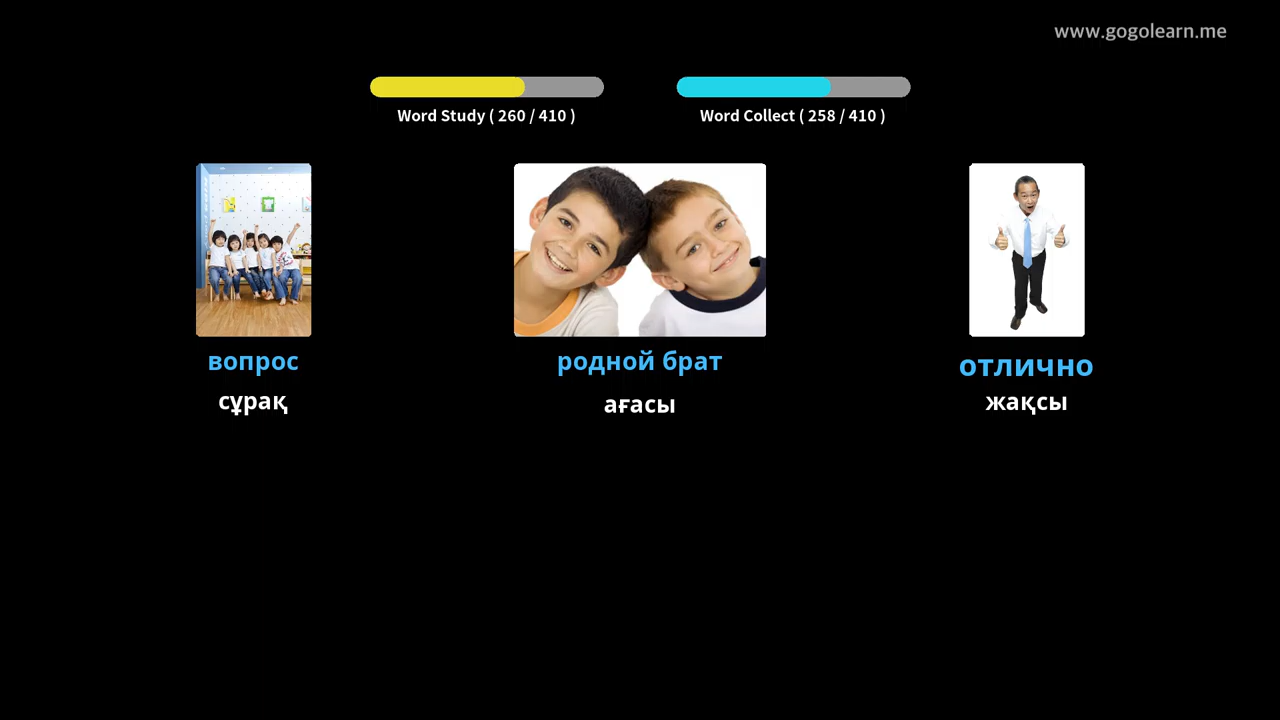 www.gogolearn.me
Word Study ( 260 / 410 )
Word Collect ( 258 / 410 )
вопрос
родной брат
отлично
сұрақ
ағасы
жақсы